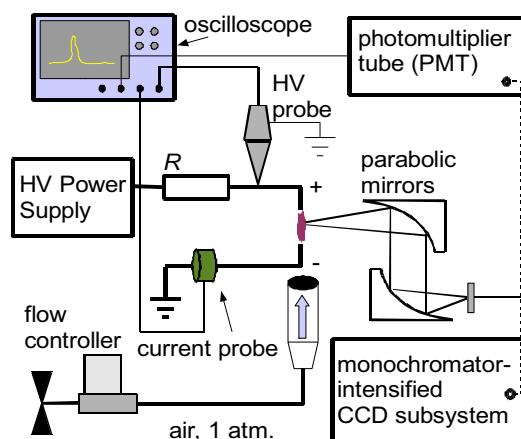 oscilloscope
photomultiplier
tube (PMT)
HV
probe
R
HV Power
Supply
+
parabolic
mirrors
-
flow
controller
current probe
monochromator-
intensified
CCD subsystem
air, 1 atm.